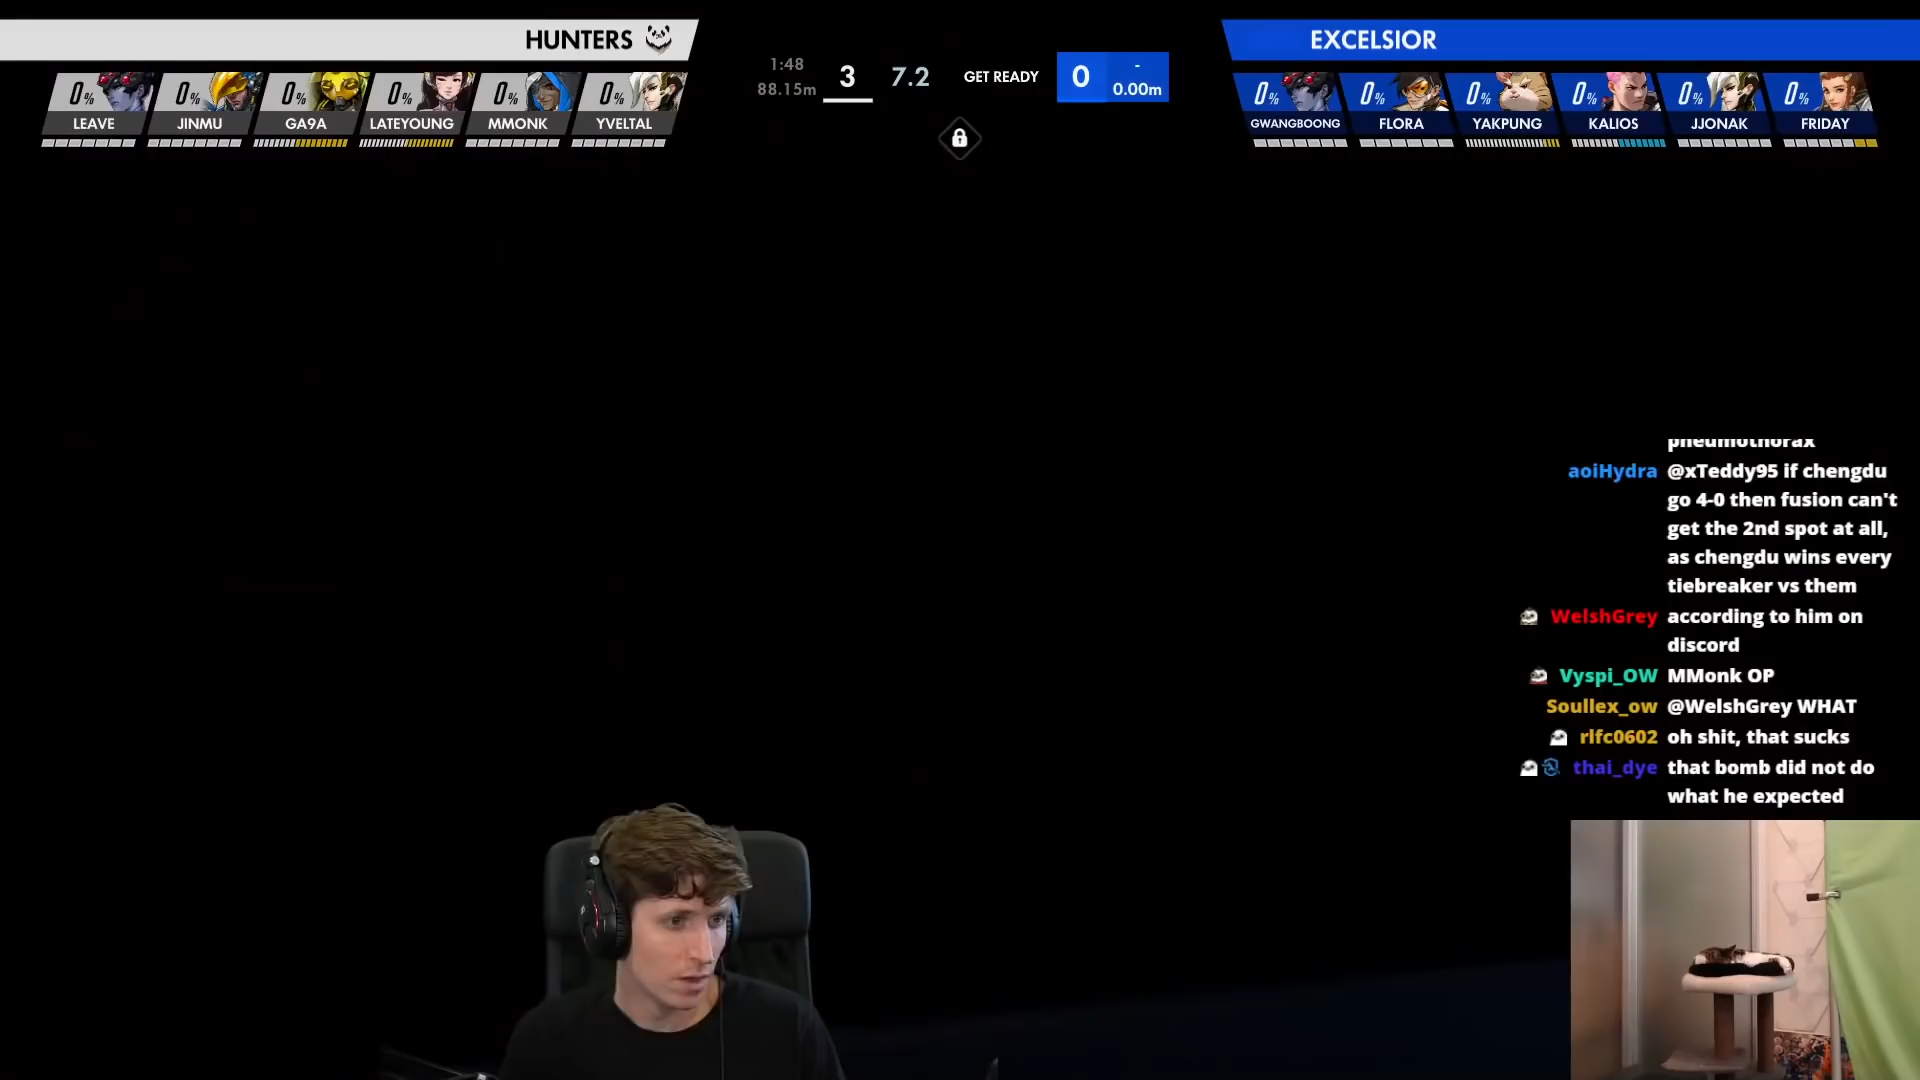 HUNTERS
0% 0% 0% 0% 0% 0%
LEAVE JINMU GA9A LATEYOUNG MMONK YVELTAL
1:48
88.15m
3 7.2 GET READY 0
-
0.00m
EXCELSIOR
0% 0% 0% 0% 0% 0%
GWANGBOONG FLORA YAKPUNG KALIOS JJONAK FRIDAY
pneumothorax
aoiHydra @xTeddy95 if chengdu
go 4-0 then fusion can't
get the 2nd spot at all,
as chengdu wins every
tiebreaker vs them
WelshGrey according to him on
discord
Vyspi_OW MMonk OP
Soullex_ow @WelshGrey WHAT
rlfc0602 oh shit, that sucks
thai_dye that bomb did not do
what he expected